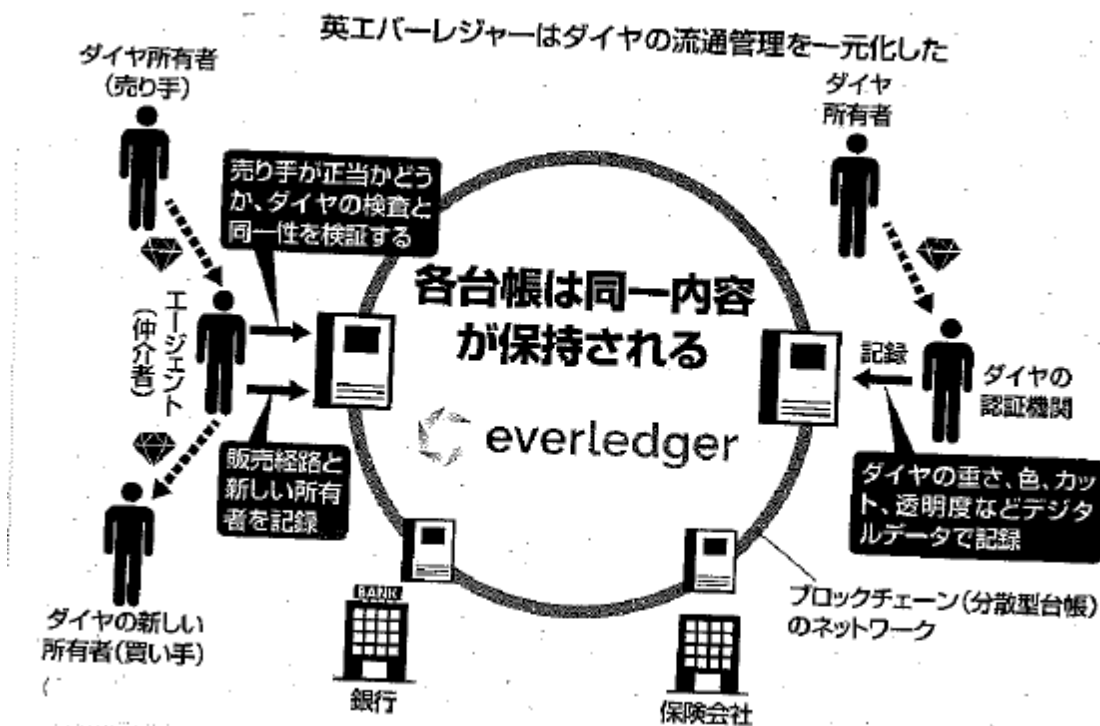 英エバーレジャーはダイヤの流通管理を一元化した
ダイヤ所有者
(売り手)
ダイヤ
所有者
売り手が正当かどう
か、ダイヤの検査と
同一性を検証する
各台帳は同一内容
が保持される
everledger
エージェント
(仲介者)
記録
ダイヤの
認証機関
販売経路と
新しい所有
者を記録
ダイヤの重さ、色、カッ
ト、透明度などデジタ
ルデータで記録
ダイヤの新しい
所有者(買い手)
BANK
銀行
保険会社
ブロックチェーン(分散型台帳)
のネットワーク